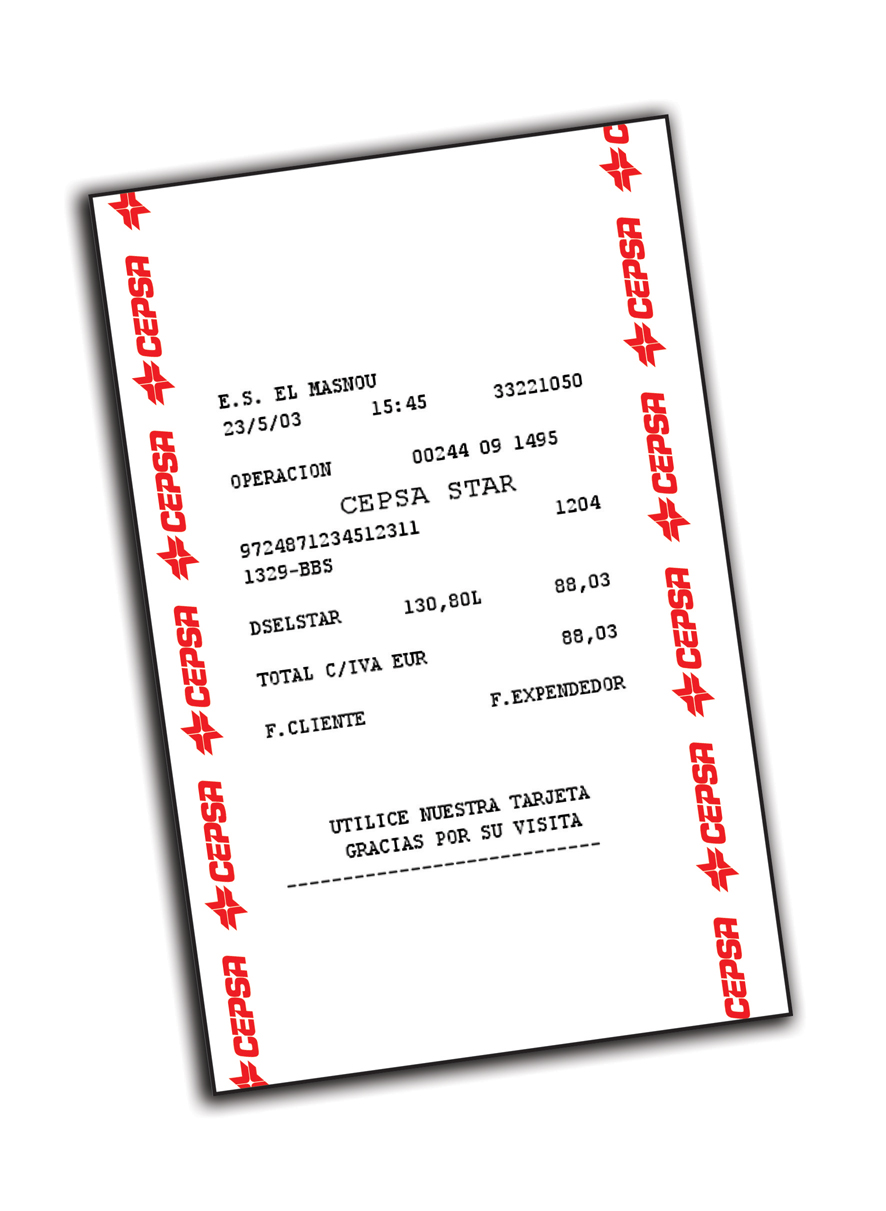 E.S. EL MASNOU
23/5/03 15:45 33221050
OPERACION 00244 09 1495
CEPSA STAR
9724871234512311 1204
1329-BBS
DSELSTAR 130,80L 88,03
TOTAL C/IVA EUR 88,03
F.CLIENTE F.EXPENDEDOR
UTILICE NUESTRA TARJETA
GRACIAS POR SU VISITA
----------------------------
CEPSA
CEPSA
CEPSA
CEPSA
CEPSA
C
CEPSA
CEPSA
CEPSA
CEPSA
CEPSA